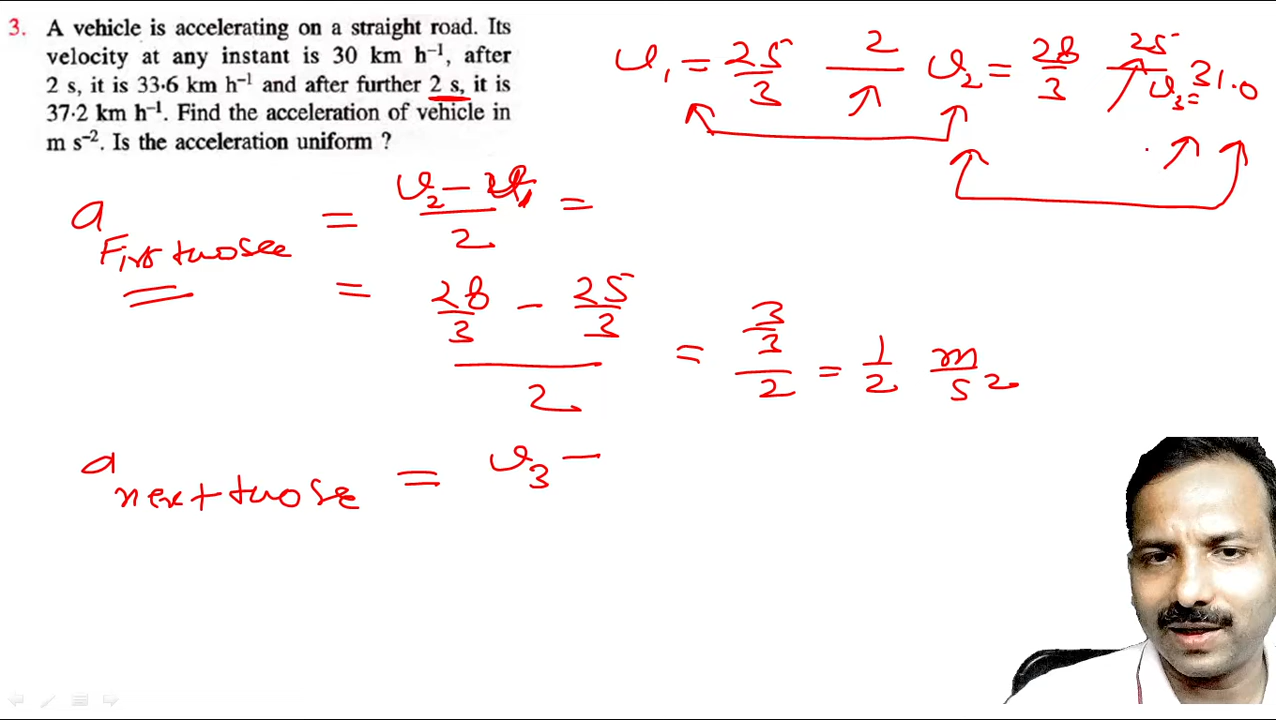 3. A vehicle is accelerating on a straight road. Its
velocity at any instant is 30 km h⁻¹, after
2 s, it is 33·6 km h⁻¹ and after further 2 s, it is
37·2 km h⁻¹. Find the acceleration of vehicle in
m s⁻². Is the acceleration uniform ?
v₁ = 25/3 2 v₂ = 28/3 2s v₃ = 31.0
a First two sec = (v₂ - v₁)/2 =
= (28/3 - 25/3)/2 = (3/3)/2 = 1/2 m/s²
a next two se = v₃ -